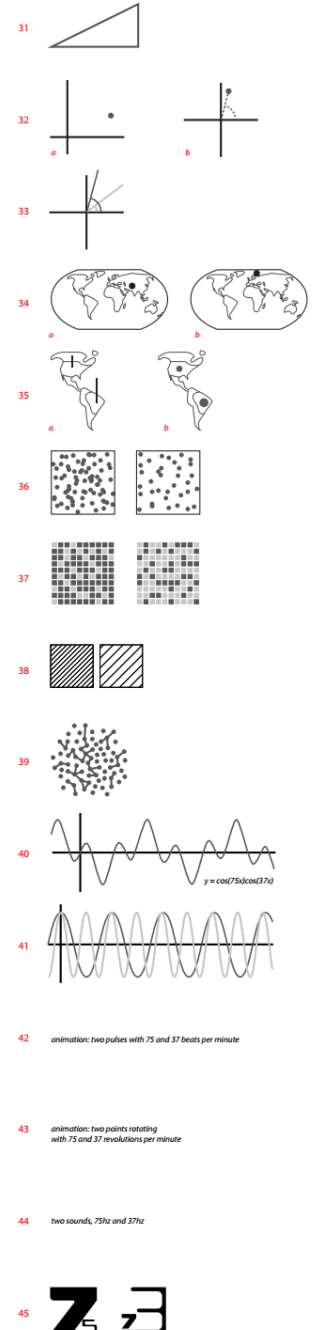 31
32
a
b
33
34
a
b
35
a
b
36
37
38
39
40
y = cos(75x)cos(37x)
41
42
animation: two pulses with 75 and 37 beats per minute
43
animation: two points rotating
with 75 and 37 revolutions per minute
44
two sounds, 75hz and 37hz
45
75